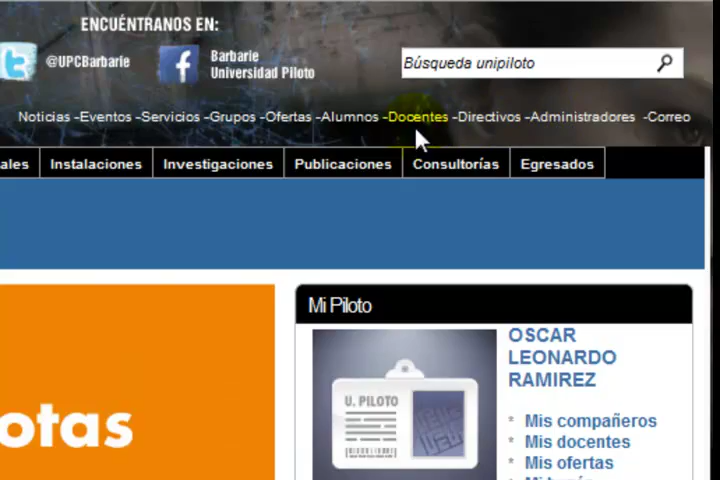 ENCUÉNTRANOS EN:
@UPCBarbarie
Barbarie
Universidad Piloto
Búsqueda unipiloto
Noticias -Eventos -Servicios -Grupos -Ofertas -Alumnos -Docentes -Directivos -Administradores -Correo
ales
Instalaciones
Investigaciones
Publicaciones
Consultorías
Egresados
otas
Mi Piloto
U. PILOTO
OSCAR
LEONARDO
RAMIREZ
* Mis compañeros
* Mis docentes
* Mis ofertas